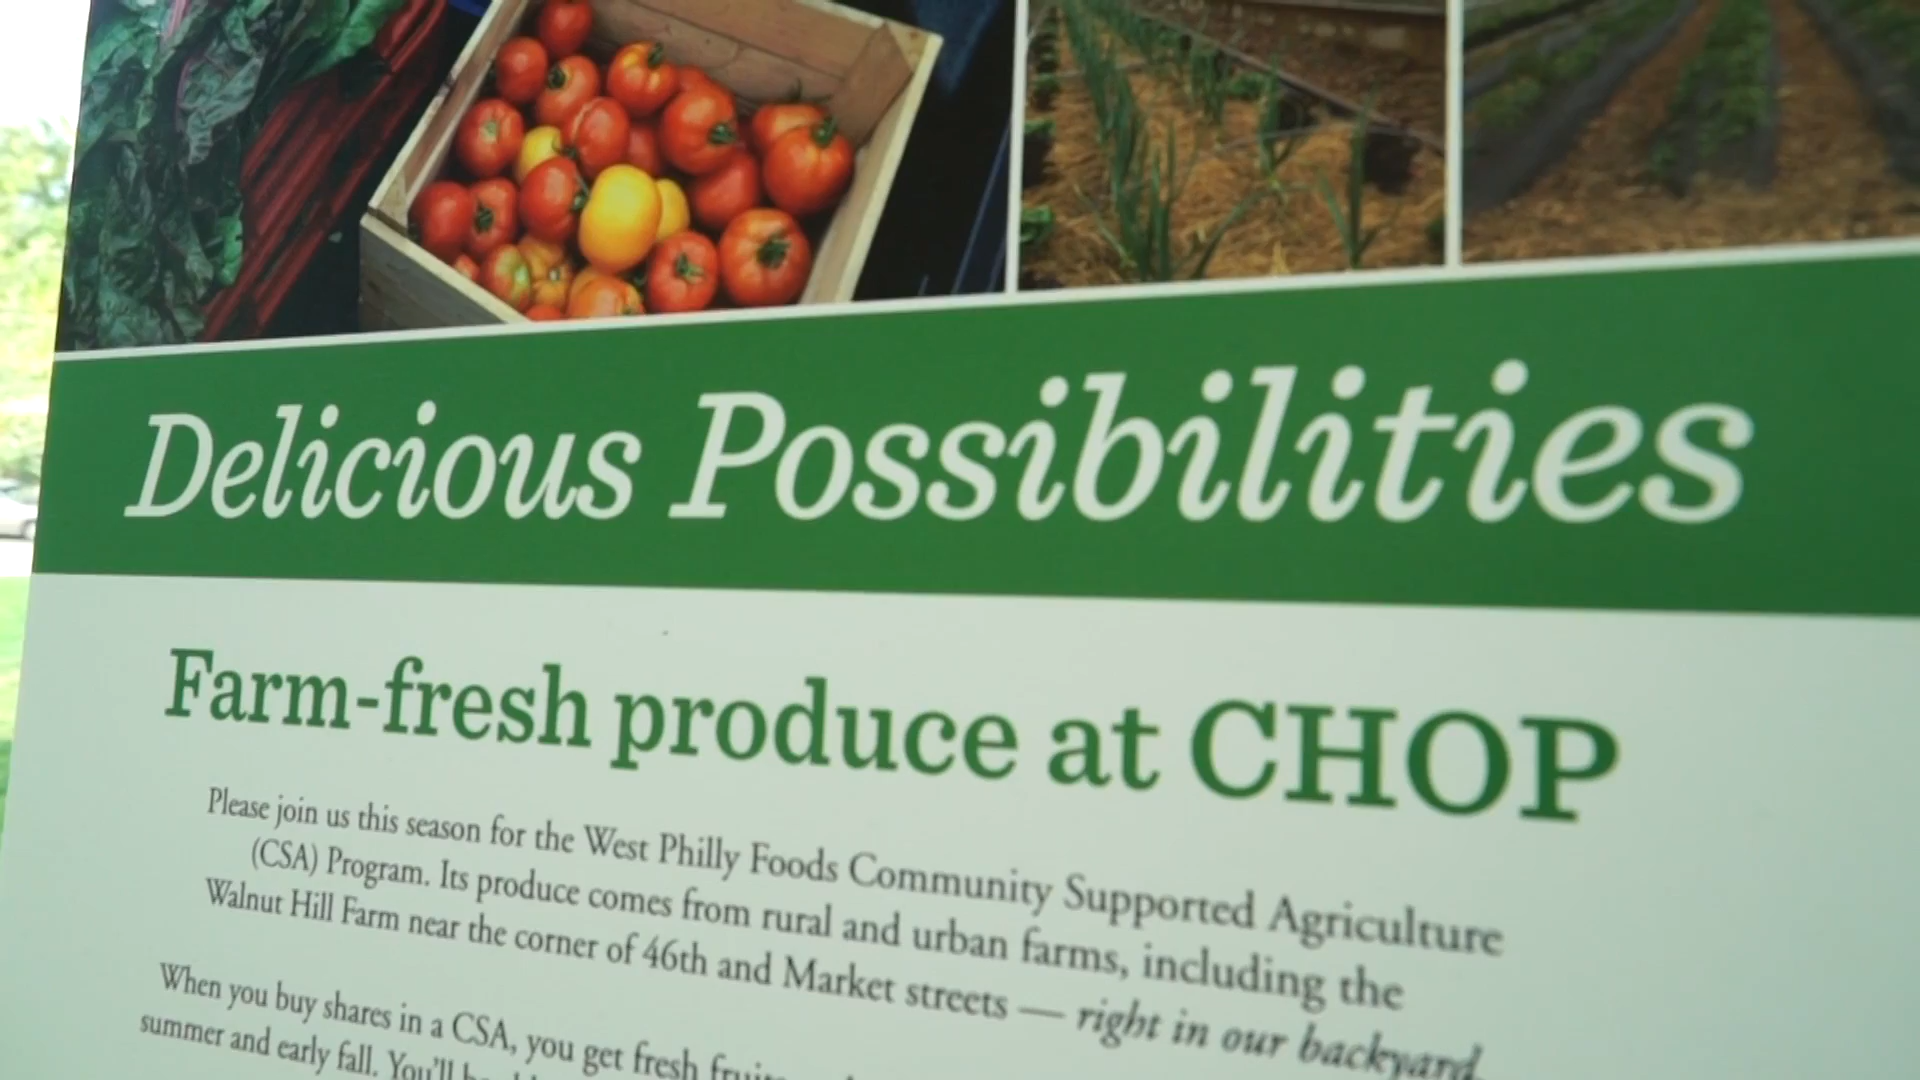 Delicious Possibilities
Farm-fresh produce at CHOP
Please join us this season for the West Philly Foods Community Supported Agriculture
(CSA) Program. Its produce comes from rural and urban farms, including the
Walnut Hill Farm near the corner of 46th and Market streets — right in our backyard.
When you buy shares in a CSA, you get fresh
summer and early fall. You'll